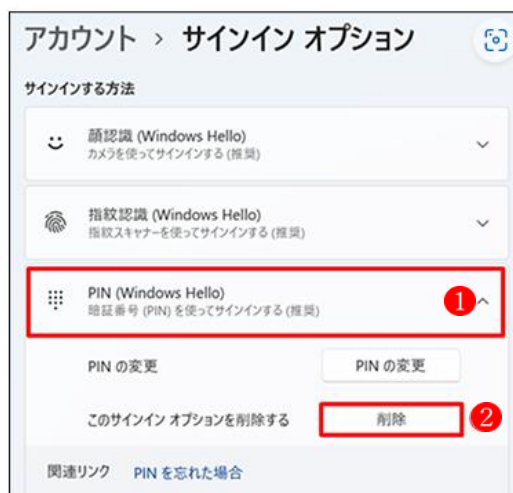 アカウント › サインイン オプション
サインインする方法
顔認識 (Windows Hello)
カメラを使ってサインインする (推奨)
指紋認識 (Windows Hello)
指紋スキャナーを使ってサインインする (推奨)
PIN (Windows Hello)
暗証番号 (PIN) を使ってサインインする (推奨)
1
PIN の変更 PIN の変更
このサインイン オプションを削除する 削除 2
関連リンク PIN を忘れた場合